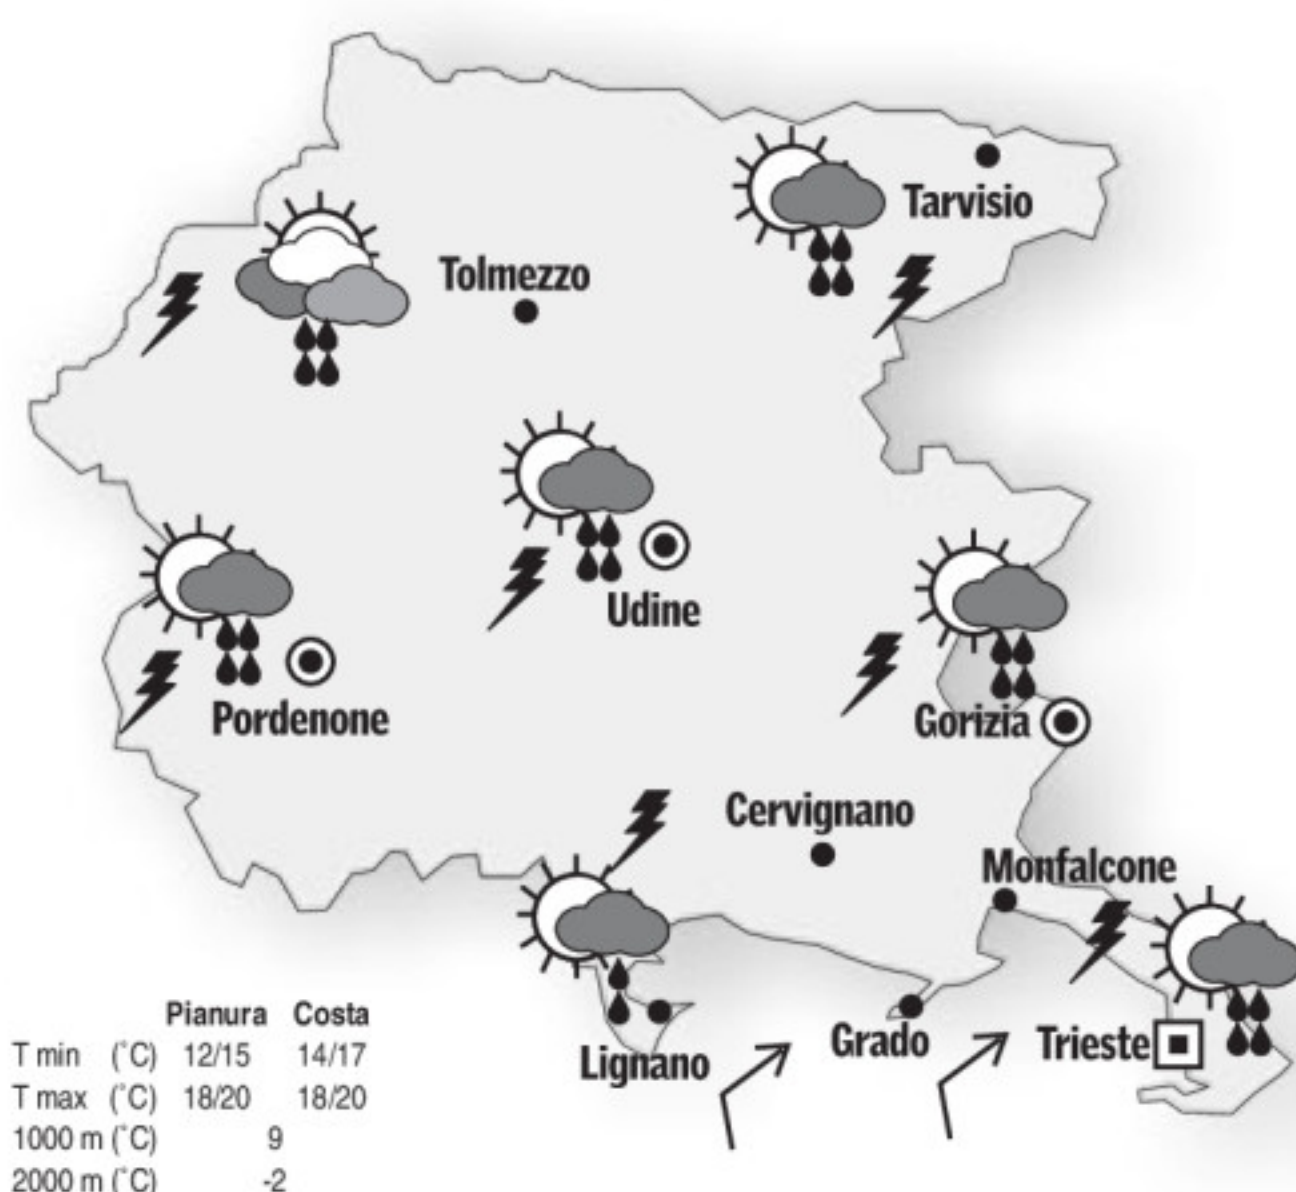 Tarvisio
Tolmezzo
Udine
Pordenone
Gorizia
Cervignano
Monfalcone
Lignano
Grado
Trieste
Pianura Costa
T min (°C) 12/15 14/17
T max (°C) 18/20 18/20
1000 m (°C) 9
2000 m (°C) -2